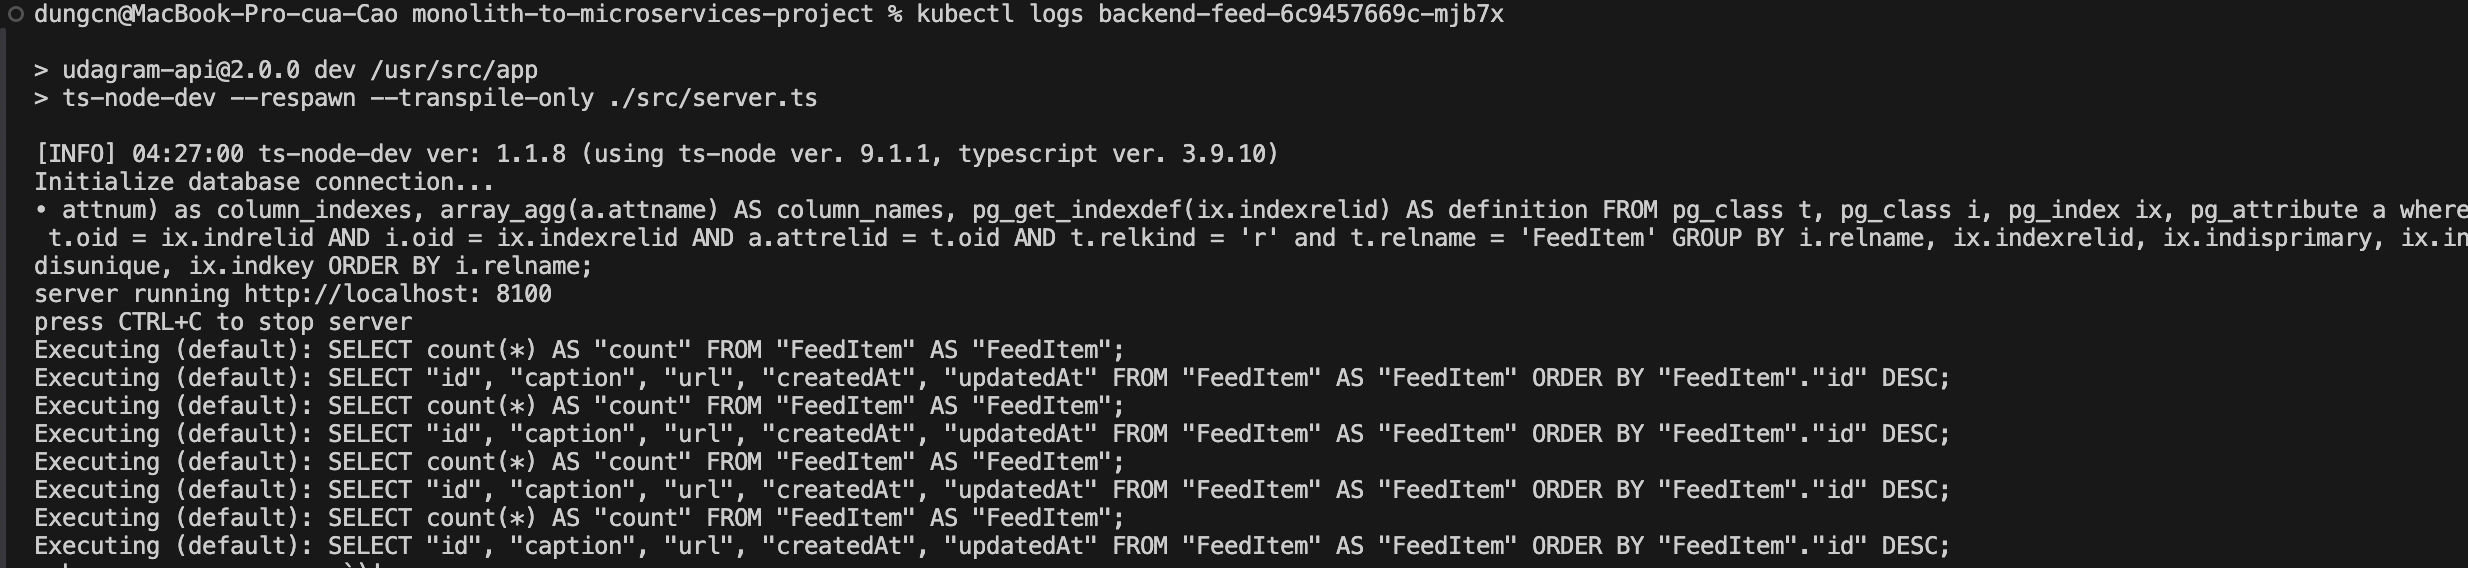 dungcn@MacBook-Pro-cua-Cao monolith-to-microservices-project % kubectl logs backend-feed-6c9457669c-mjb7x
> udagram-api@2.0.0 dev /usr/src/app
> ts-node-dev --respawn --transpile-only ./src/server.ts
[INFO] 04:27:00 ts-node-dev ver: 1.1.8 (using ts-node ver. 9.1.1, typescript ver. 3.9.10)
Initialize database connection...
• attnum) as column_indexes, array_agg(a.attname) AS column_names, pg_get_indexdef(ix.indexrelid) AS definition FROM pg_class t, pg_class i, pg_index ix, pg_attribute a where
t.oid = ix.indrelid AND i.oid = ix.indexrelid AND a.attrelid = t.oid AND t.relkind = 'r' and t.relname = 'FeedItem' GROUP BY i.relname, ix.indexrelid, ix.indisprimary, ix.in
disunique, ix.indkey ORDER BY i.relname;
server running http://localhost: 8100
press CTRL+C to stop server
Executing (default): SELECT count(*) AS "count" FROM "FeedItem" AS "FeedItem";
Executing (default): SELECT "id", "caption", "url", "createdAt", "updatedAt" FROM "FeedItem" AS "FeedItem" ORDER BY "FeedItem"."id" DESC;
Executing (default): SELECT count(*) AS "count" FROM "FeedItem" AS "FeedItem";
Executing (default): SELECT "id", "caption", "url", "createdAt", "updatedAt" FROM "FeedItem" AS "FeedItem" ORDER BY "FeedItem"."id" DESC;
Executing (default): SELECT count(*) AS "count" FROM "FeedItem" AS "FeedItem";
Executing (default): SELECT "id", "caption", "url", "createdAt", "updatedAt" FROM "FeedItem" AS "FeedItem" ORDER BY "FeedItem"."id" DESC;
Executing (default): SELECT count(*) AS "count" FROM "FeedItem" AS "FeedItem";
Executing (default): SELECT "id", "caption", "url", "createdAt", "updatedAt" FROM "FeedItem" AS "FeedItem" ORDER BY "FeedItem"."id" DESC;